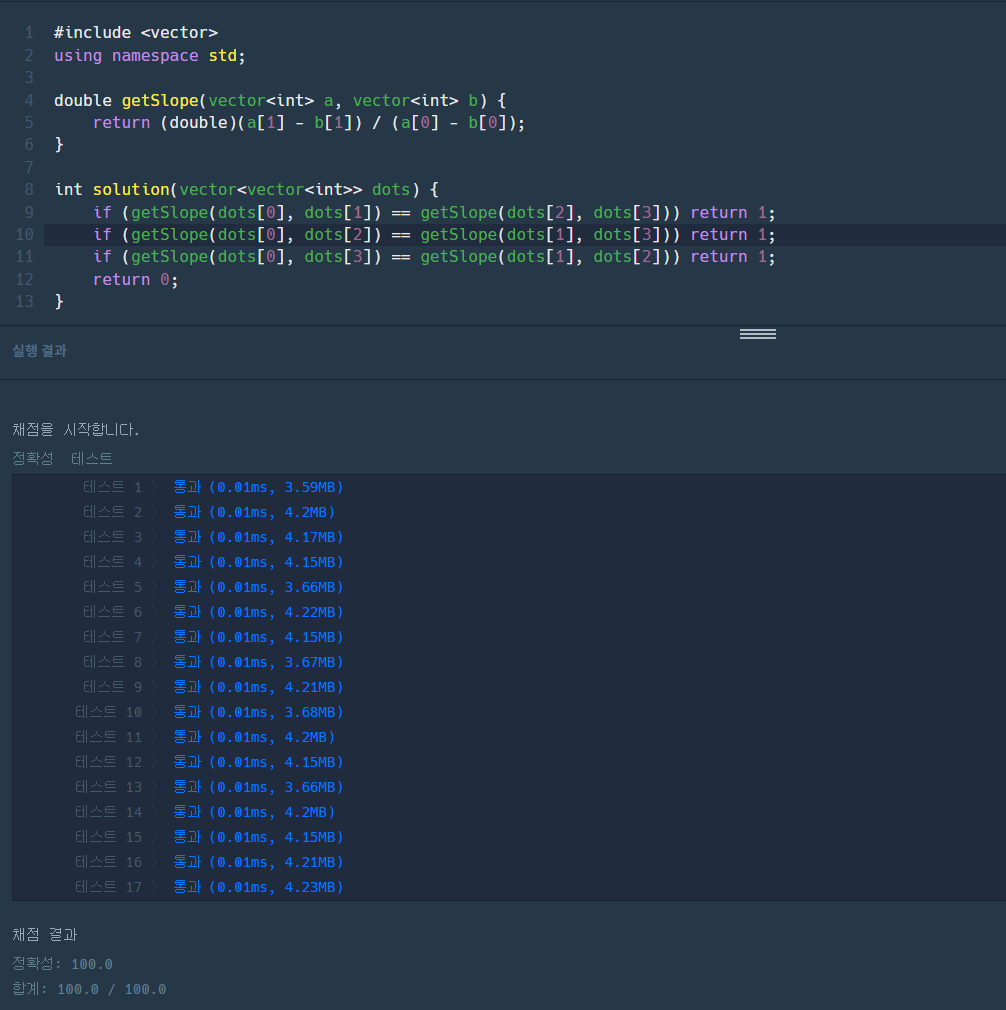 1 #include <vector>
2 using namespace std;
3
4 double getSlope(vector<int> a, vector<int> b) {
5     return (double)(a[1] - b[1]) / (a[0] - b[0]);
6 }
7
8 int solution(vector<vector<int>> dots) {
9     if (getSlope(dots[0], dots[1]) == getSlope(dots[2], dots[3])) return 1;
10     if (getSlope(dots[0], dots[2]) == getSlope(dots[1], dots[3])) return 1;
11     if (getSlope(dots[0], dots[3]) == getSlope(dots[1], dots[2])) return 1;
12     return 0;
13 }
실행 결과
채점을 시작합니다.
정확성 테스트
테스트 1 〉 통과 (0.01ms, 3.59MB)
테스트 2 〉 통과 (0.01ms, 4.2MB)
테스트 3 〉 통과 (0.01ms, 4.17MB)
테스트 4 〉 통과 (0.01ms, 4.15MB)
테스트 5 〉 통과 (0.01ms, 3.66MB)
테스트 6 〉 통과 (0.01ms, 4.22MB)
테스트 7 〉 통과 (0.01ms, 4.15MB)
테스트 8 〉 통과 (0.01ms, 3.67MB)
테스트 9 〉 통과 (0.01ms, 4.21MB)
테스트 10 〉 통과 (0.01ms, 3.68MB)
테스트 11 〉 통과 (0.01ms, 4.2MB)
테스트 12 〉 통과 (0.01ms, 4.15MB)
테스트 13 〉 통과 (0.01ms, 3.66MB)
테스트 14 〉 통과 (0.01ms, 4.2MB)
테스트 15 〉 통과 (0.01ms, 4.15MB)
테스트 16 〉 통과 (0.01ms, 4.21MB)
테스트 17 〉 통과 (0.01ms, 4.23MB)
채점 결과
정확성: 100.0
합계: 100.0 / 100.0